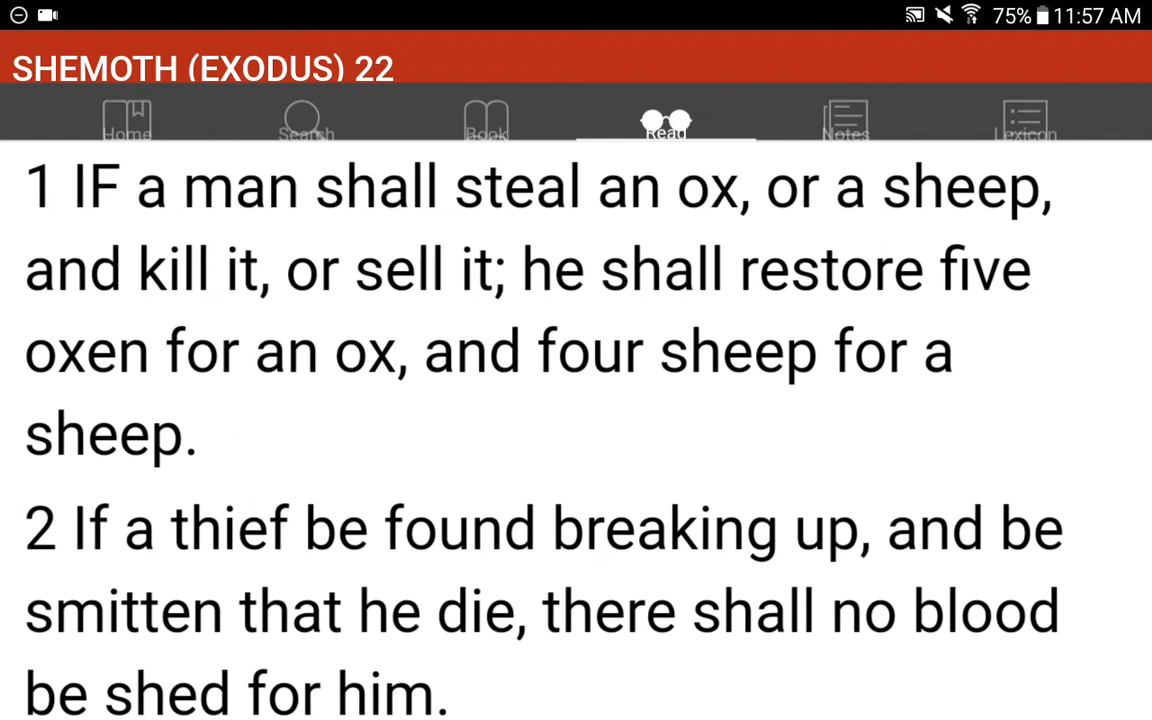 75% 11:57 AM
SHEMOTH (EXODUS) 22
Home Search Book Read Notes Lexicon
1 IF a man shall steal an ox, or a sheep,
and kill it, or sell it; he shall restore five
oxen for an ox, and four sheep for a
sheep.
2 If a thief be found breaking up, and be
smitten that he die, there shall no blood
be shed for him.